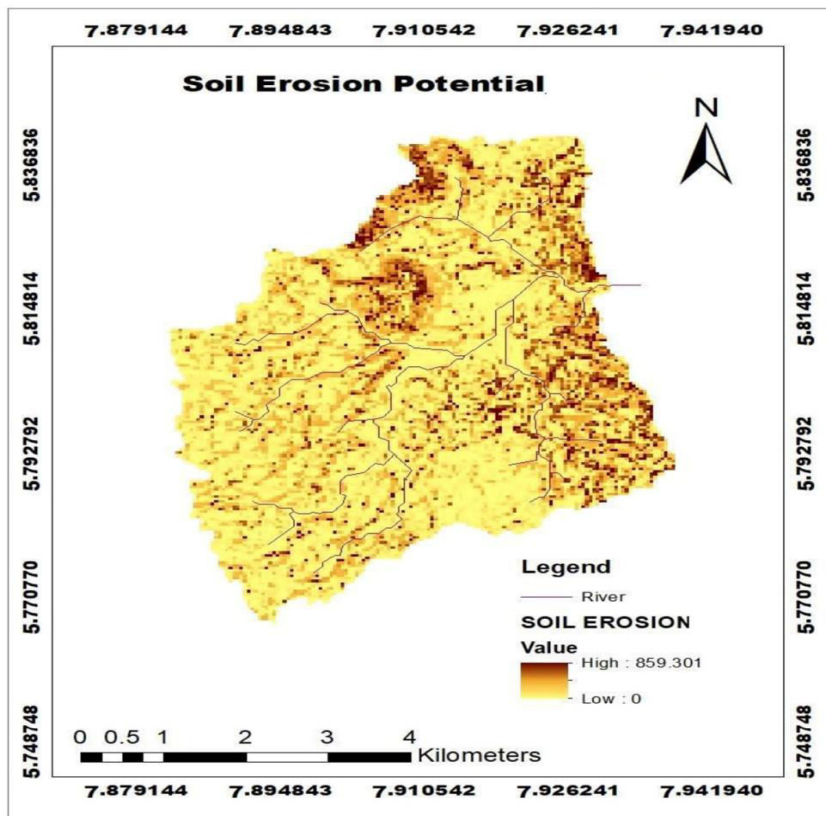 7.879144 7.894843 7.910542 7.926241 7.941940
Soil Erosion Potential
N
5.836836 5.836836
5.814814 5.814814
5.792792 5.792792
5.770770 5.770770
5.748748 5.748748
Legend
River
SOIL EROSION
Value
High : 859.301
Low : 0
0 0.5 1 2 3 4
Kilometers
7.879144 7.894843 7.910542 7.926241 7.941940